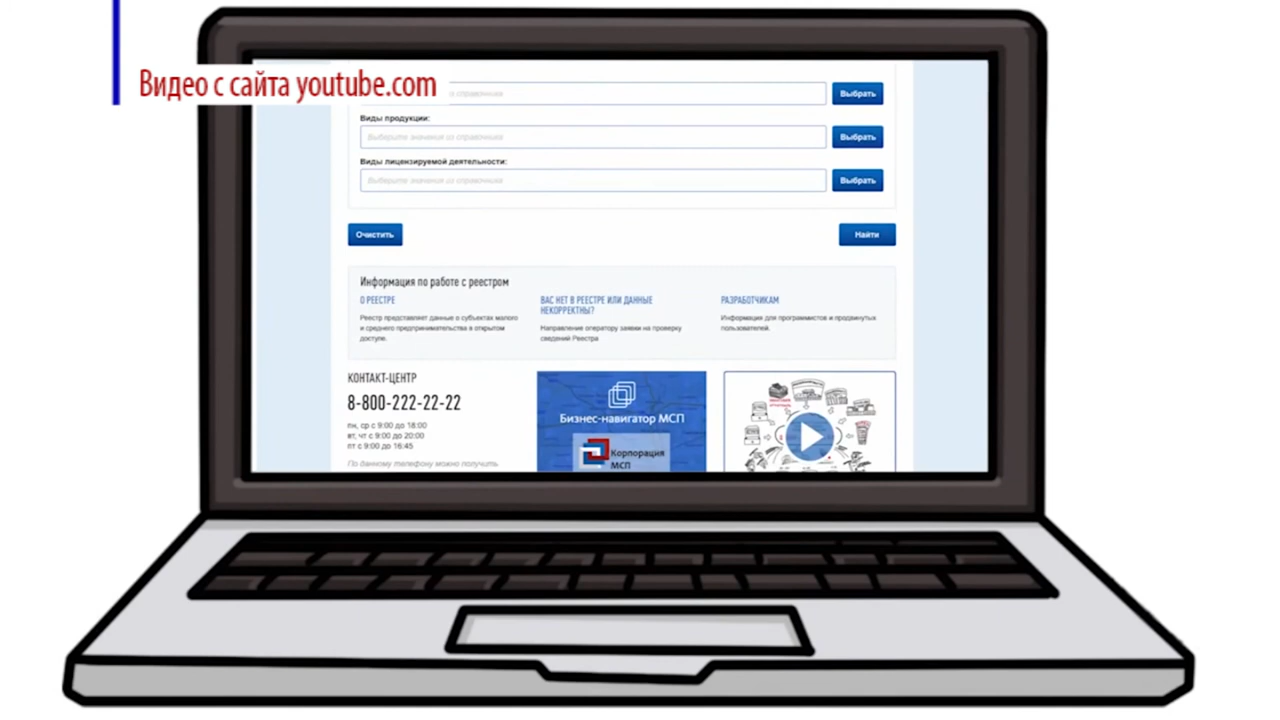 Видео с сайта youtube.com
о справочника
Выбрать
Виды продукции:
Выберите значения из справочника
Выбрать
Виды лицензируемой деятельности:
Выберите значения из справочника
Выбрать
Очистить
Найти
Информация по работе с реестром
О РЕЕСТРЕ
Реестр представляет данные о субъектах малого
и среднего предпринимательства в открытом
доступе.
ВАС НЕТ В РЕЕСТРЕ ИЛИ ДАННЫЕ
НЕКОРРЕКТНЫ?
Направление оператору заявки на проверку
сведений Реестра
РАЗРАБОТЧИКАМ
Информация для программистов и продвинутых
пользователей.
КОНТАКТ-ЦЕНТР
8-800-222-22-22
пн, ср с 9:00 до 18:00
вт, чт с 9:00 до 20:00
пт с 9:00 до 16:45
По данному телефону можно получить
Бизнес-навигатор МСП
Корпорация
МСП